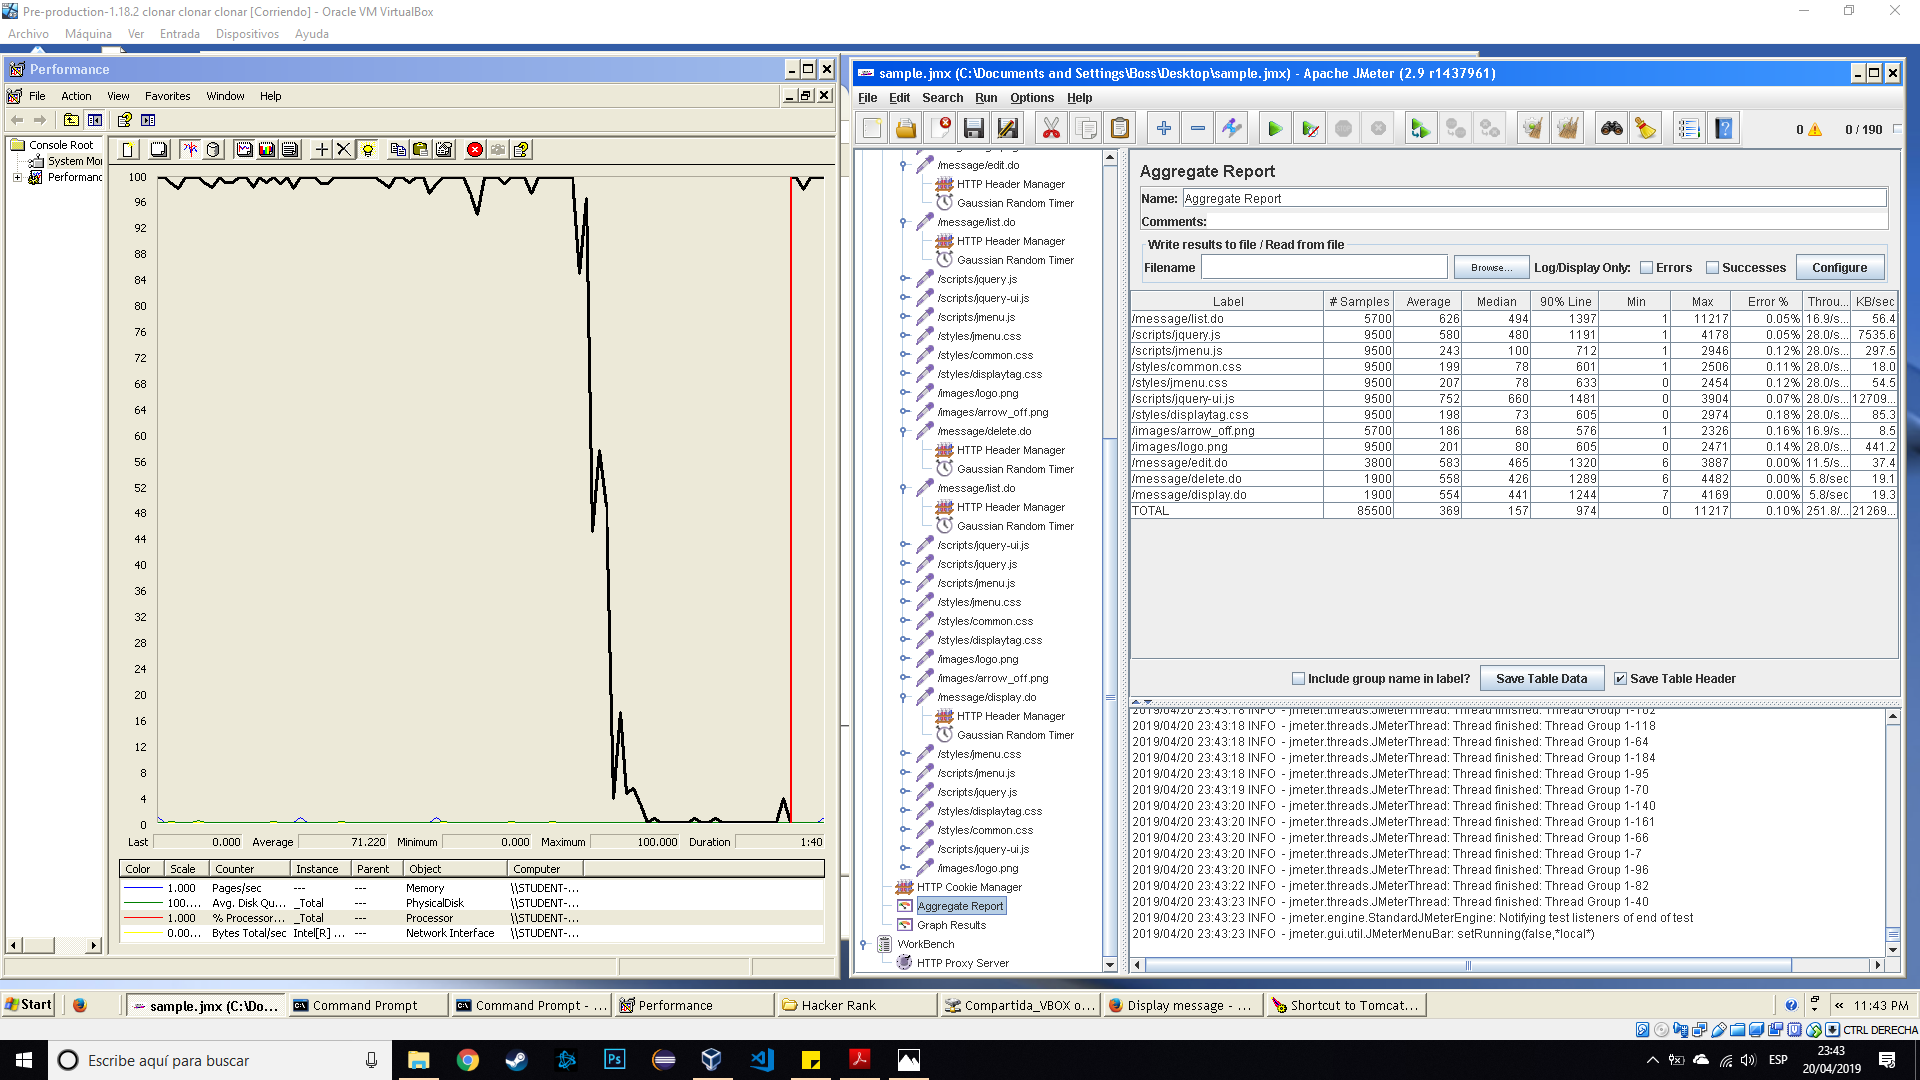 Pre-production-1.18.2 clonar clonar clonar [Corriendo] - Oracle VM VirtualBox
Archivo Máquina Ver Entrada Dispositivos Ayuda
Performance
File Action View Favorites Window Help
Console Root
System Mo
Performanc
100
96
92
88
84
80
76
72
68
64
60
56
52
48
44
40
36
32
28
24
20
16
12
8
4
0
Last 0.000 Average 71.220 Minimum 0.000 Maximum 100.000 Duration 1:40
Color Scale Counter Instance Parent Object Computer
1.000 Pages/sec --- --- Memory \\STUDENT-...
100.... Avg. Disk Qu... _Total --- PhysicalDisk \\STUDENT-...
1.000 % Processor... _Total --- Processor \\STUDENT-...
0.00... Bytes Total/sec Intel[R] ... --- Network Interface \\STUDENT-...
sample.jmx (C:\Documents and Settings\Boss\Desktop\sample.jmx) - Apache JMeter (2.9 r1437961)
File Edit Search Run Options Help
0 0 / 190
/message/edit.do
HTTP Header Manager
Gaussian Random Timer
/message/list.do
HTTP Header Manager
Gaussian Random Timer
/scripts/jquery.js
/scripts/jquery-ui.js
/scripts/jmenu.js
/styles/jmenu.css
/styles/common.css
/styles/displaytag.css
/images/logo.png
/images/arrow_off.png
/message/delete.do
HTTP Header Manager
Gaussian Random Timer
/message/list.do
HTTP Header Manager
Gaussian Random Timer
/scripts/jquery-ui.js
/scripts/jquery.js
/scripts/jmenu.js
/styles/jmenu.css
/styles/common.css
/styles/displaytag.css
/images/logo.png
/images/arrow_off.png
/message/display.do
HTTP Header Manager
Gaussian Random Timer
/styles/jmenu.css
/scripts/jmenu.js
/scripts/jquery.js
/styles/displaytag.css
/styles/common.css
/scripts/jquery-ui.js
/images/logo.png
HTTP Cookie Manager
Aggregate Report
Graph Results
WorkBench
HTTP Proxy Server
Aggregate Report
Name: Aggregate Report
Comments:
Write results to file / Read from file
Filename Browse... Log/Display Only: Errors Successes Configure
Label # Samples Average Median 90% Line Min Max Error % Throu... KB/sec
/message/list.do 5700 626 494 1397 1 11217 0.05% 16.9/s... 56.4
/scripts/jquery.js 9500 580 480 1191 1 4178 0.05% 28.0/s... 7535.6
/scripts/jmenu.js 9500 243 100 712 1 2946 0.12% 28.0/s... 297.5
/styles/common.css 9500 199 78 601 1 2506 0.11% 28.0/s... 18.0
/styles/jmenu.css 9500 207 78 633 0 2454 0.12% 28.0/s... 54.5
/scripts/jquery-ui.js 9500 752 660 1481 0 3904 0.07% 28.0/s... 12709...
/styles/displaytag.css 9500 198 73 605 0 2974 0.18% 28.0/s... 85.3
/images/arrow_off.png 5700 186 68 576 1 2326 0.16% 16.9/s... 8.5
/images/logo.png 9500 201 80 605 0 2471 0.14% 28.0/s... 441.2
/message/edit.do 3800 583 465 1320 6 3887 0.00% 11.5/s... 37.4
/message/delete.do 1900 558 426 1289 6 4482 0.00% 5.8/sec 19.1
/message/display.do 1900 554 441 1244 7 4169 0.00% 5.8/sec 19.3
TOTAL 85500 369 157 974 0 11217 0.10% 251.8/... 21269...
Include group name in label? Save Table Data Save Table Header
2019/04/20 23:43:18 INFO - jmeter.threads.JMeterThread: Thread finished: Thread Group 1-102
2019/04/20 23:43:18 INFO - jmeter.threads.JMeterThread: Thread finished: Thread Group 1-118
2019/04/20 23:43:18 INFO - jmeter.threads.JMeterThread: Thread finished: Thread Group 1-64
2019/04/20 23:43:18 INFO - jmeter.threads.JMeterThread: Thread finished: Thread Group 1-184
2019/04/20 23:43:18 INFO - jmeter.threads.JMeterThread: Thread finished: Thread Group 1-95
2019/04/20 23:43:19 INFO - jmeter.threads.JMeterThread: Thread finished: Thread Group 1-70
2019/04/20 23:43:20 INFO - jmeter.threads.JMeterThread: Thread finished: Thread Group 1-140
2019/04/20 23:43:20 INFO - jmeter.threads.JMeterThread: Thread finished: Thread Group 1-161
2019/04/20 23:43:20 INFO - jmeter.threads.JMeterThread: Thread finished: Thread Group 1-66
2019/04/20 23:43:20 INFO - jmeter.threads.JMeterThread: Thread finished: Thread Group 1-7
2019/04/20 23:43:20 INFO - jmeter.threads.JMeterThread: Thread finished: Thread Group 1-96
2019/04/20 23:43:22 INFO - jmeter.threads.JMeterThread: Thread finished: Thread Group 1-82
2019/04/20 23:43:23 INFO - jmeter.threads.JMeterThread: Thread finished: Thread Group 1-40
2019/04/20 23:43:23 INFO - jmeter.engine.StandardJMeterEngine: Notifying test listeners of end of test
2019/04/20 23:43:23 INFO - jmeter.gui.util.JMeterMenuBar: setRunning(false,*local*)
Start sample.jmx (C:\Do... Command Prompt Command Prompt - ... Performance Hacker Rank Compartida_VBOX o... Display message - ... Shortcut to Tomcat... « 11:43 PM
CTRL DERECHA
Escribe aquí para buscar ESP 23:43
20/04/2019